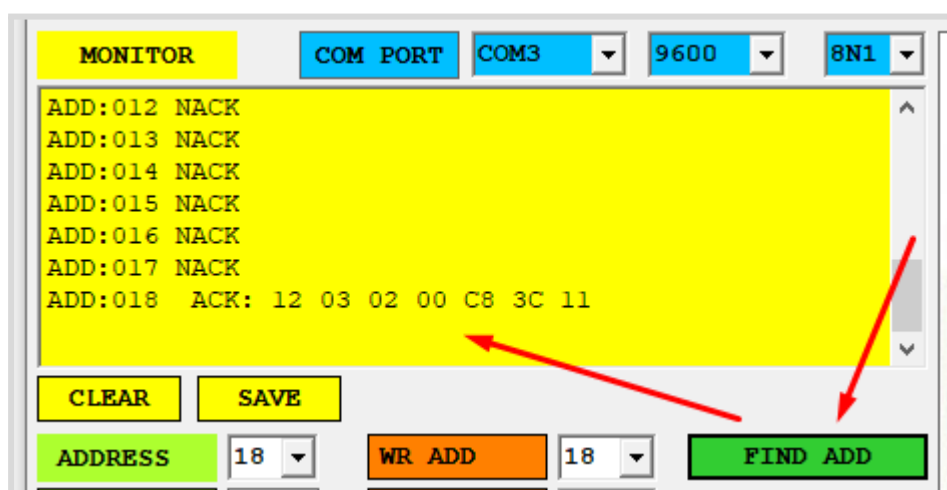 MONITOR COM PORT COM3 9600 8N1
ADD:012 NACK
ADD:013 NACK
ADD:014 NACK
ADD:015 NACK
ADD:016 NACK
ADD:017 NACK
ADD:018  ACK: 12 03 02 00 C8 3C 11
CLEAR SAVE
ADDRESS 18 WR ADD 18 FIND ADD